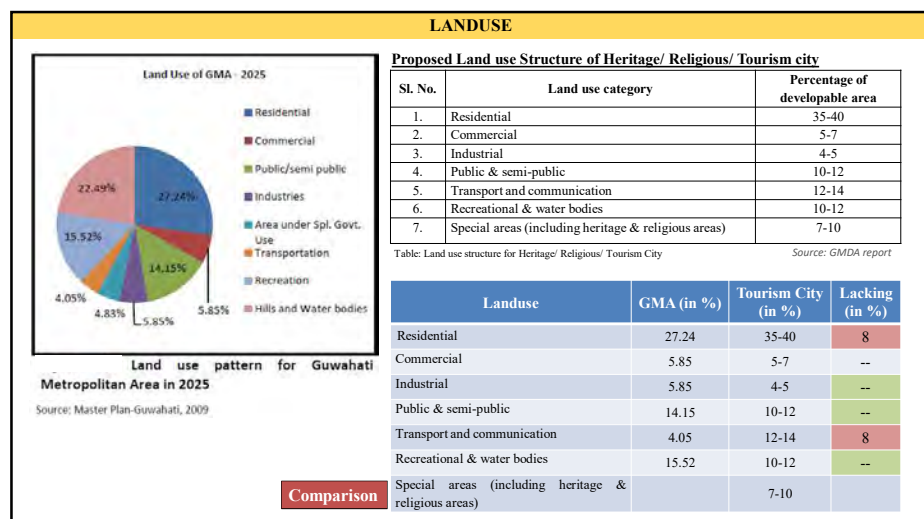 LANDUSE
Land Use of GMA - 2025
Residential
Commercial
Public/semi public
Industries
Area under Spl. Govt.
Use
Transportation
Recreation
Hills and Water bodies
27.24%
5.85%
14.15%
5.85%
4.83%
4.05%
15.52%
22.49%
Land use pattern for Guwahati
Metropolitan Area in 2025
Source: Master Plan-Guwahati, 2009
Proposed Land use Structure of Heritage/ Religious/ Tourism city
Sl. No. Land use category Percentage of
developable area
1. Residential 35-40
2. Commercial 5-7
3. Industrial 4-5
4. Public & semi-public 10-12
5. Transport and communication 12-14
6. Recreational & water bodies 10-12
7. Special areas (including heritage & religious areas) 7-10
Table: Land use structure for Heritage/ Religious/ Tourism City Source: GMDA report
Landuse GMA (in %) Tourism City
(in %) Lacking
(in %)
Residential 27.24 35-40 8
Commercial 5.85 5-7 --
Industrial 5.85 4-5 --
Public & semi-public 14.15 10-12 --
Transport and communication 4.05 12-14 8
Recreational & water bodies 15.52 10-12 --
Special areas (including heritage &
religious areas) 7-10
Comparison